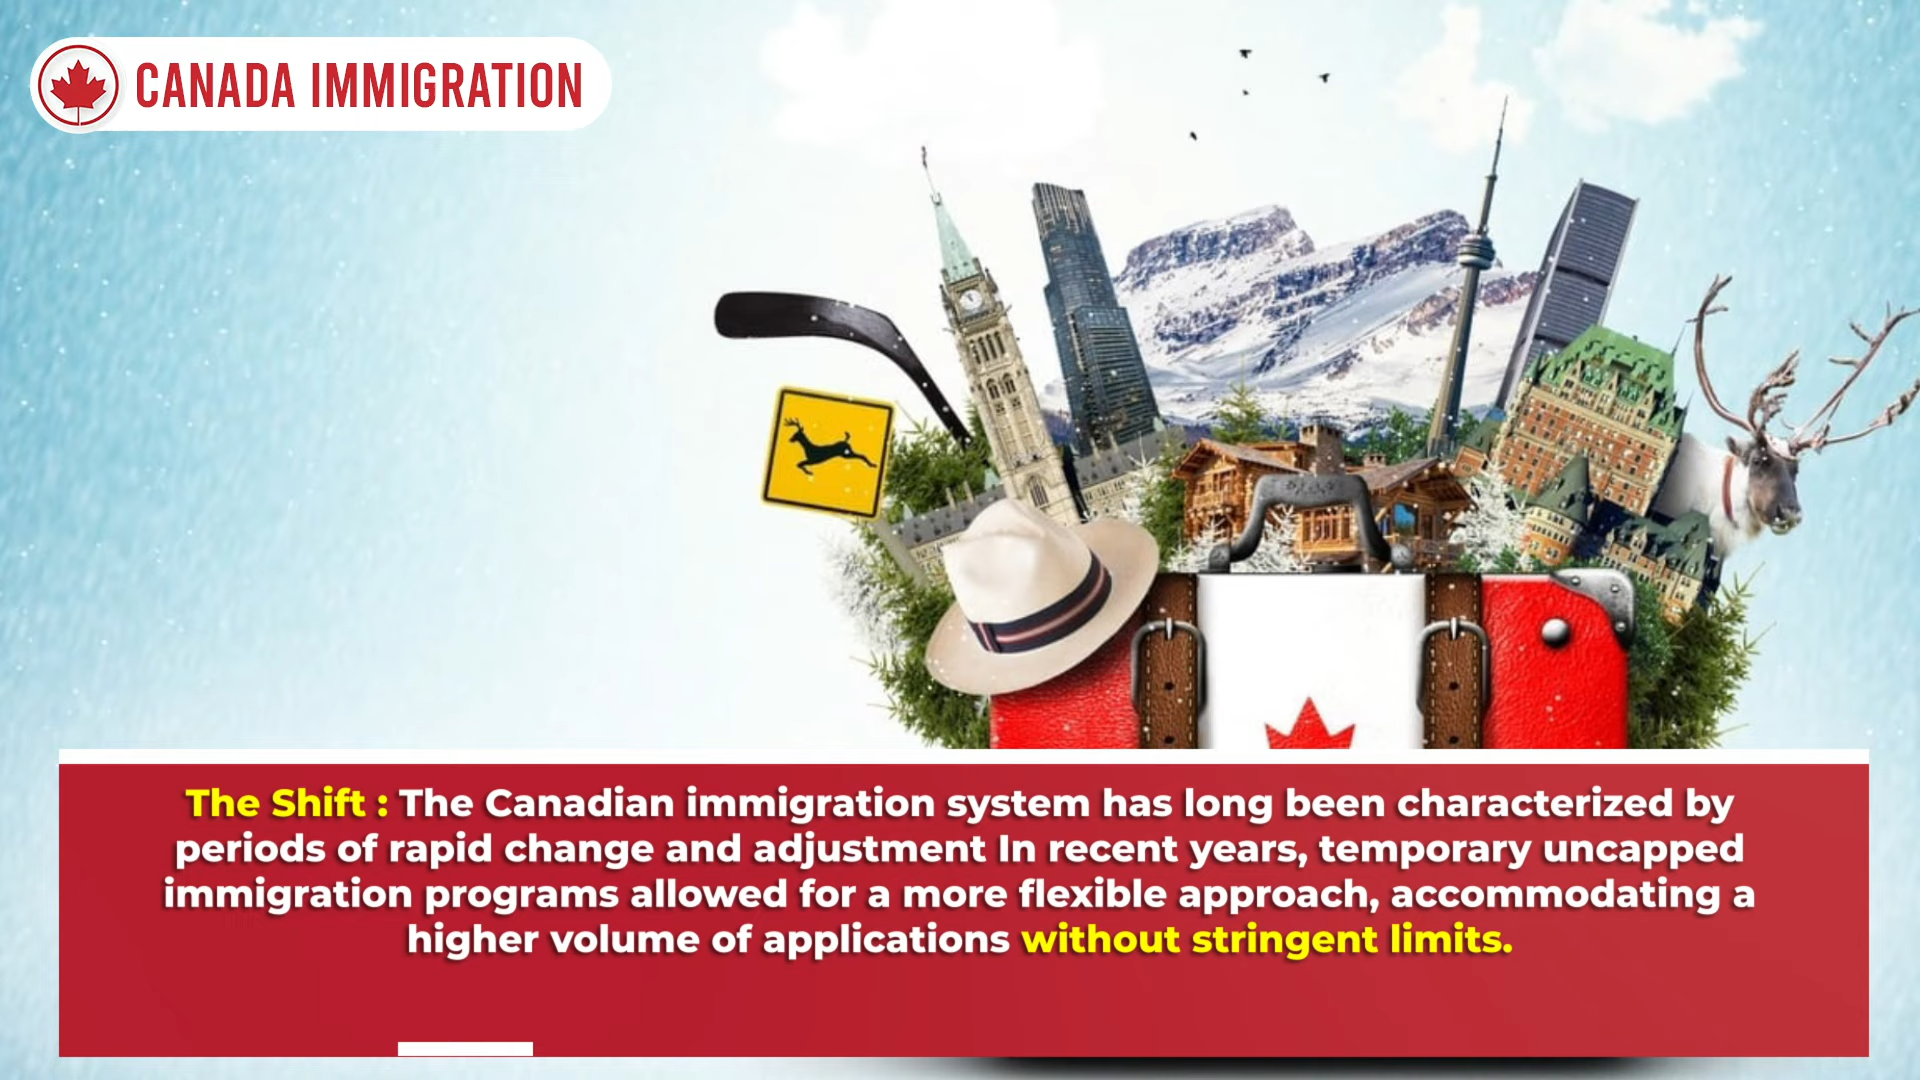 CANADA IMMIGRATION
The Shift : The Canadian immigration system has long been characterized by
periods of rapid change and adjustment In recent years, temporary uncapped
immigration programs allowed for a more flexible approach, accommodating a
higher volume of applications without stringent limits.